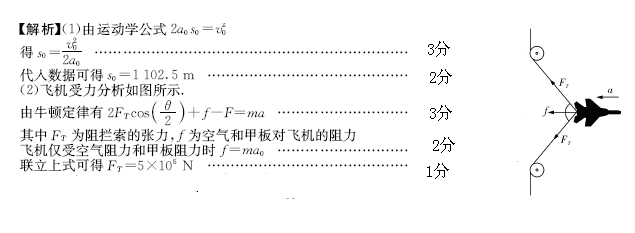 【解析】(1)由运动学公式 2a₀s₀=v₀²
得 s₀=v₀²/2a₀ ………………………………………… 3分
代入数据可得 s₀=1 102.5 m ………………………… 2分
(2)飞机受力分析如图所示.
由牛顿定律有 2F_T cos(θ/2)+f-F=ma ……………… 3分
其中 F_T 为阻拦索的张力,f 为空气和甲板对飞机的阻力
飞机仅受空气阻力和甲板阻力时 f=ma₀ ……………… 2分
联立上式可得 F_T=5×10⁵ N ………………………… 1分
F_T
a
f
F_T